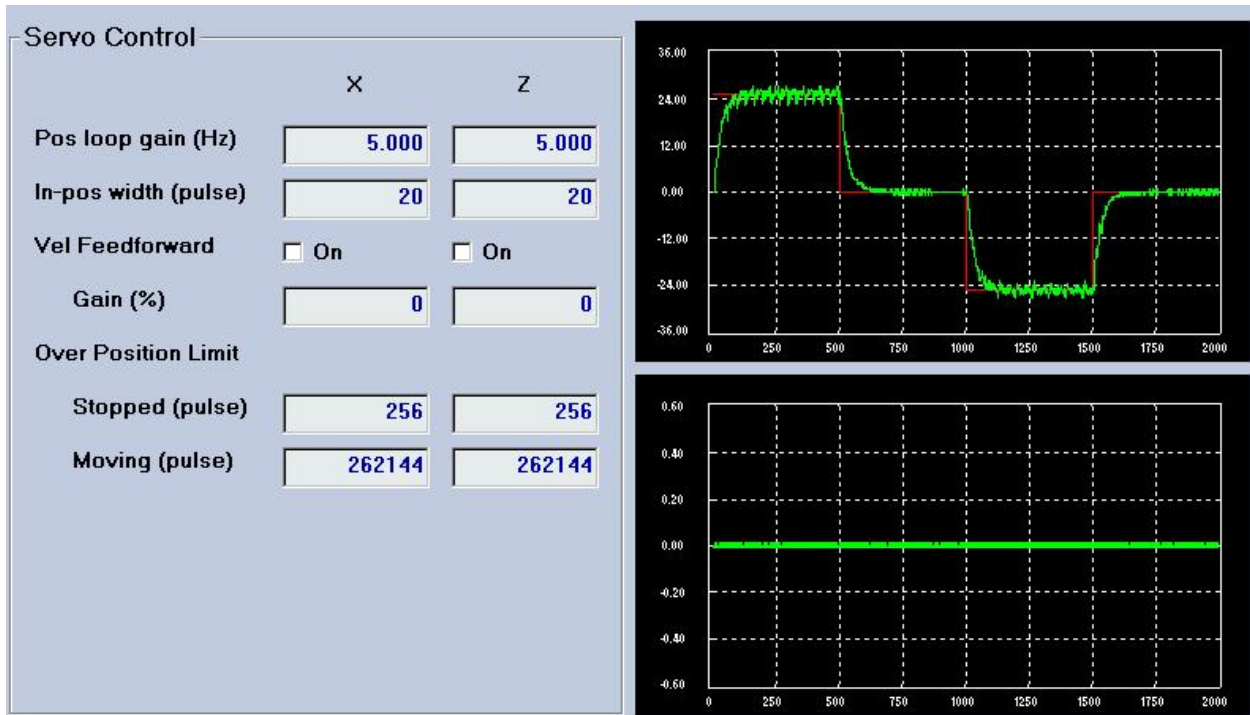 Servo Control
X Z
Pos loop gain (Hz) 5.000 5.000
In-pos width (pulse) 20 20
Vel Feedforward On On
Gain (%) 0 0
Over Position Limit
Stopped (pulse) 256 256
Moving (pulse) 262144 262144
36.00
24.00
12.00
0.00
-12.00
-24.00
-36.00
0 250 500 750 1000 1250 1500 1750 2000
0.60
0.40
0.20
0.00
-0.20
-0.40
-0.60
0 250 500 750 1000 1250 1500 1750 2000